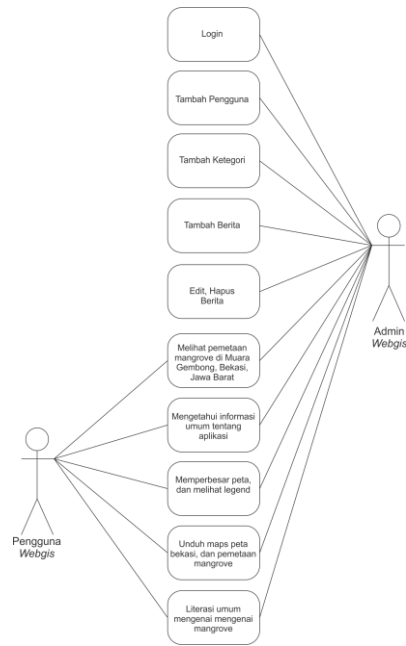 Login
Tambah Pengguna
Tambah Ketegori
Tambah Berita
Edit, Hapus
Berita
Admin
Webgis
Melihat pemetaan
mangrove di Muara
Gembong, Bekasi,
Jawa Barat
Mengetahui informasi
umum tentang
aplikasi
Memperbesar peta,
dan melihat legend
Pengguna
Webgis
Unduh maps peta
bekasi, dan pemetaan
mangrove
Literasi umum
mengenai mengenai
mangrove